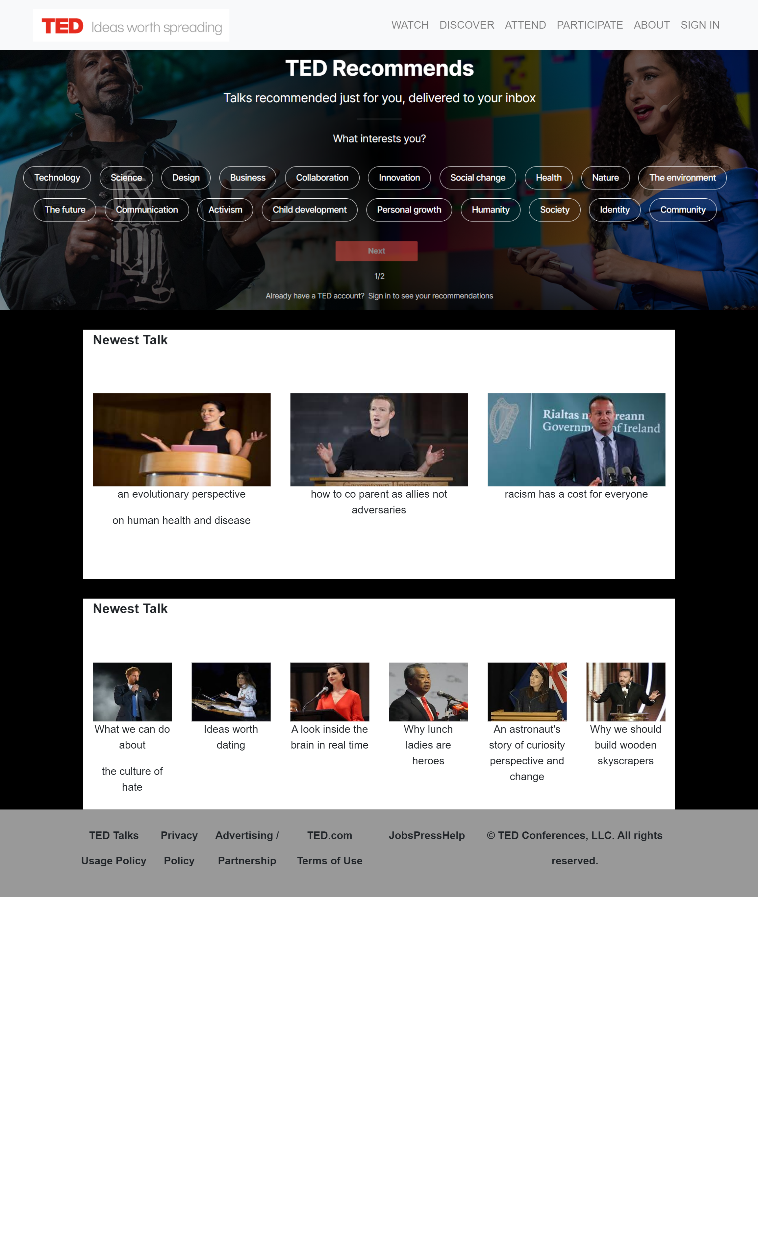 TED Ideas worth spreading
WATCH DISCOVER ATTEND PARTICIPATE ABOUT SIGN IN
TED Recommends
Talks recommended just for you, delivered to your inbox
What interests you?
Technology Science Design Business Collaboration Innovation Social change Health Nature The environment
The future Communication Activism Child development Personal growth Humanity Society Identity Community
Next
1/2
Already have a TED account? Sign in to see your recommendations
Newest Talk
Government of Ireland
an evolutionary perspective
on human health and disease
how to co parent as allies not
adversaries
racism has a cost for everyone
Newest Talk
What we can do
about
the culture of
hate
Ideas worth
dating
A look inside the
brain in real time
Why lunch
ladies are
heroes
An astronaut's
story of curiosity
perspective and
change
Why we should
build wooden
skyscrapers
TED Talks
Usage Policy
Privacy
Policy
Advertising /
Partnership
TED.com
Terms of Use
JobsPressHelp
© TED Conferences, LLC. All rights
reserved.